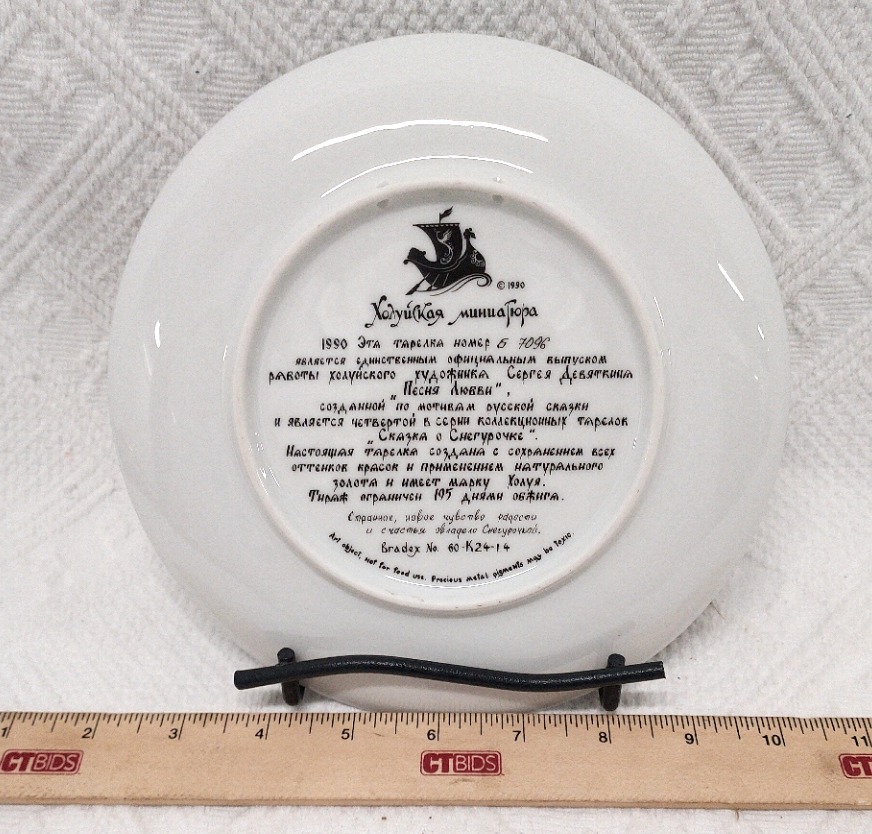 ©1990
Холуйская миниатюра
1990 Эта тарелка номер Б 7096
является единственным официальным выпуском
работы холуйского художника Сергея Девяткина
„Песня Любви",
созданной по мотивам русской сказки
и является четвертой в серии коллекционных тарелок
„Сказка о Снегурочке".
Настоящая тарелка создана с сохранением всех
оттенков красок и применением натурального
золота и имеет марку Холуя.
Тираж ограничен 195 днями обжига.
Странное, новое чувство радости
и счастья овладело Снегурочкой.
Bradex No. 60-K24-1 4
Art object, not for food use. Precious metal pigments may be toxic.
1 2 3 4 5 6 7 8 9 10 11
CTBIDS CTBIDS CT